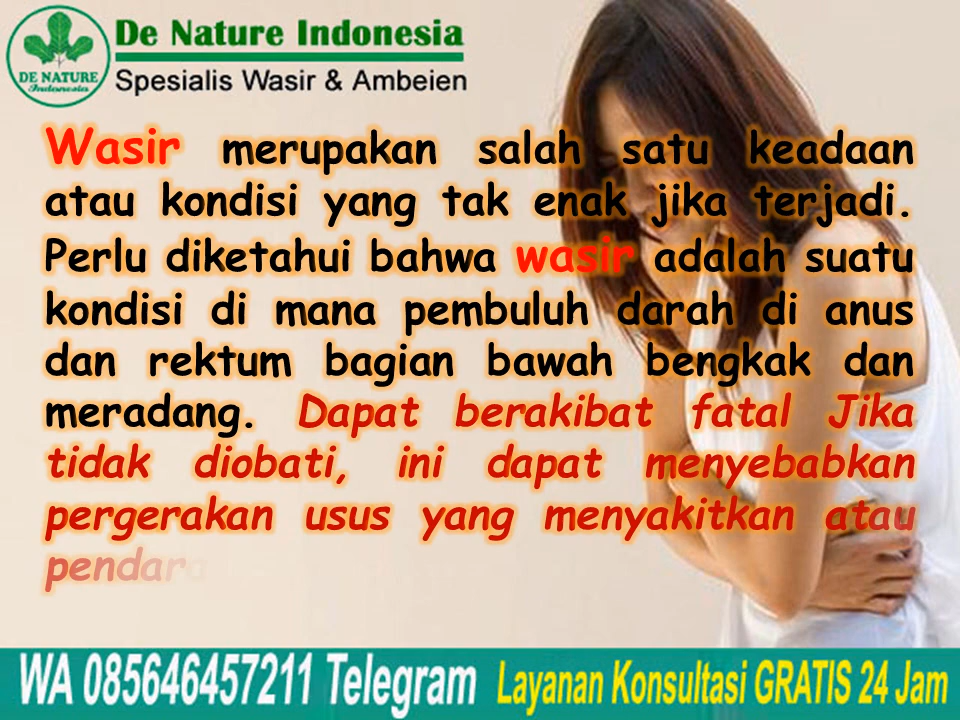 DE NATURE
Indonesia
De Nature Indonesia
Spesialis Wasir & Ambeien
Wasir merupakan salah satu keadaan
atau kondisi yang tak enak jika terjadi.
Perlu diketahui bahwa wasir adalah suatu
kondisi di mana pembuluh darah di anus
dan rektum bagian bawah bengkak dan
meradang. Dapat berakibat fatal Jika
tidak diobati, ini dapat menyebabkan
pergerakan usus yang menyakitkan atau
WA 085646457211 Telegram Layanan Konsultasi GRATIS 24 Jam